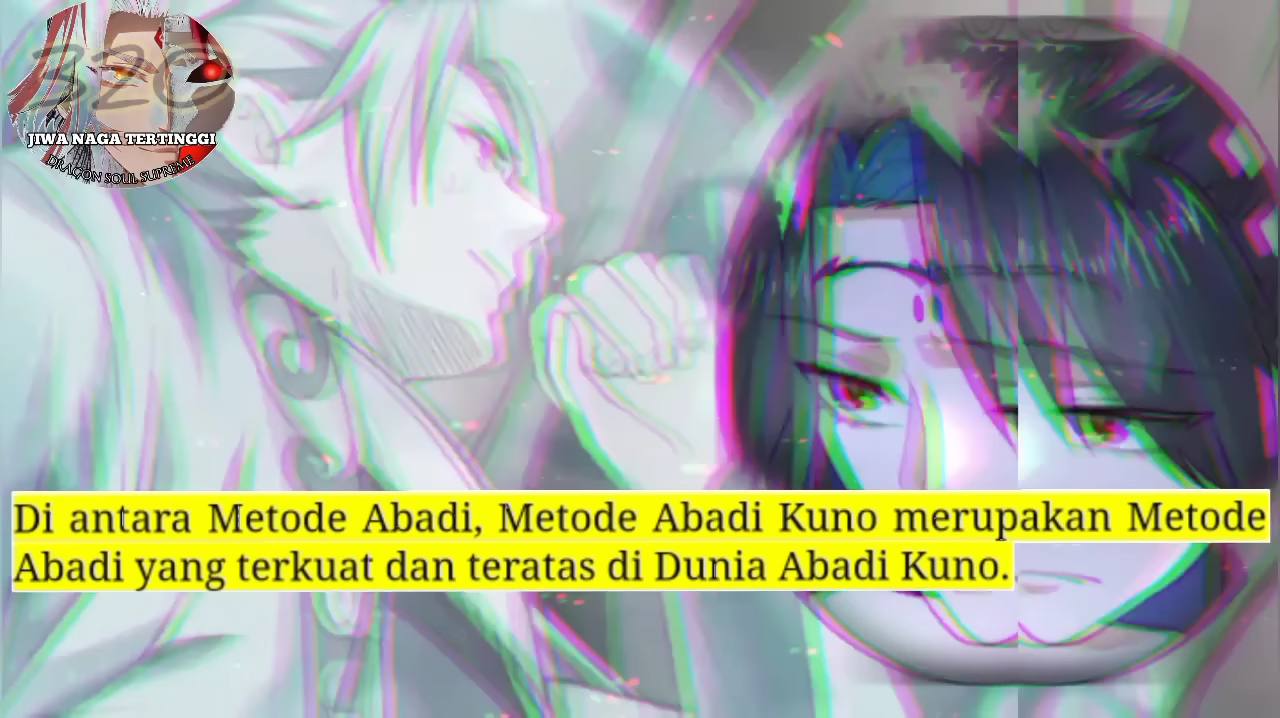 320
JIWA NAGA TERTINGGI
DRAGON SOUL SUPREME
Di antara Metode Abadi, Metode Abadi Kuno merupakan Metode
Abadi yang terkuat dan teratas di Dunia Abadi Kuno.